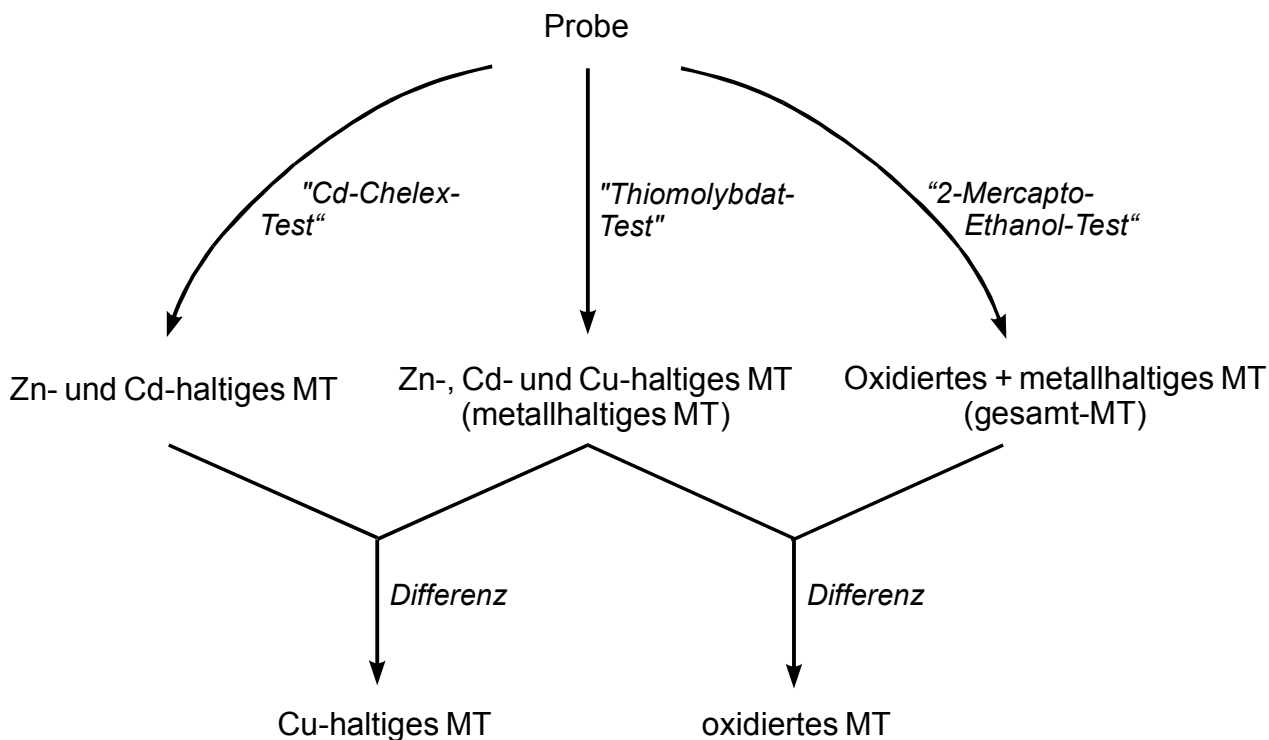 Probe
"Cd-Chelex-
Test“
"Thiomolybdat-
Test"
“2-Mercapto-
Ethanol-Test“
Zn- und Cd-haltiges MT
Zn-, Cd- und Cu-haltiges MT
(metallhaltiges MT)
Oxidiertes + metallhaltiges MT
(gesamt-MT)
Differenz
Differenz
Cu-haltiges MT
oxidiertes MT